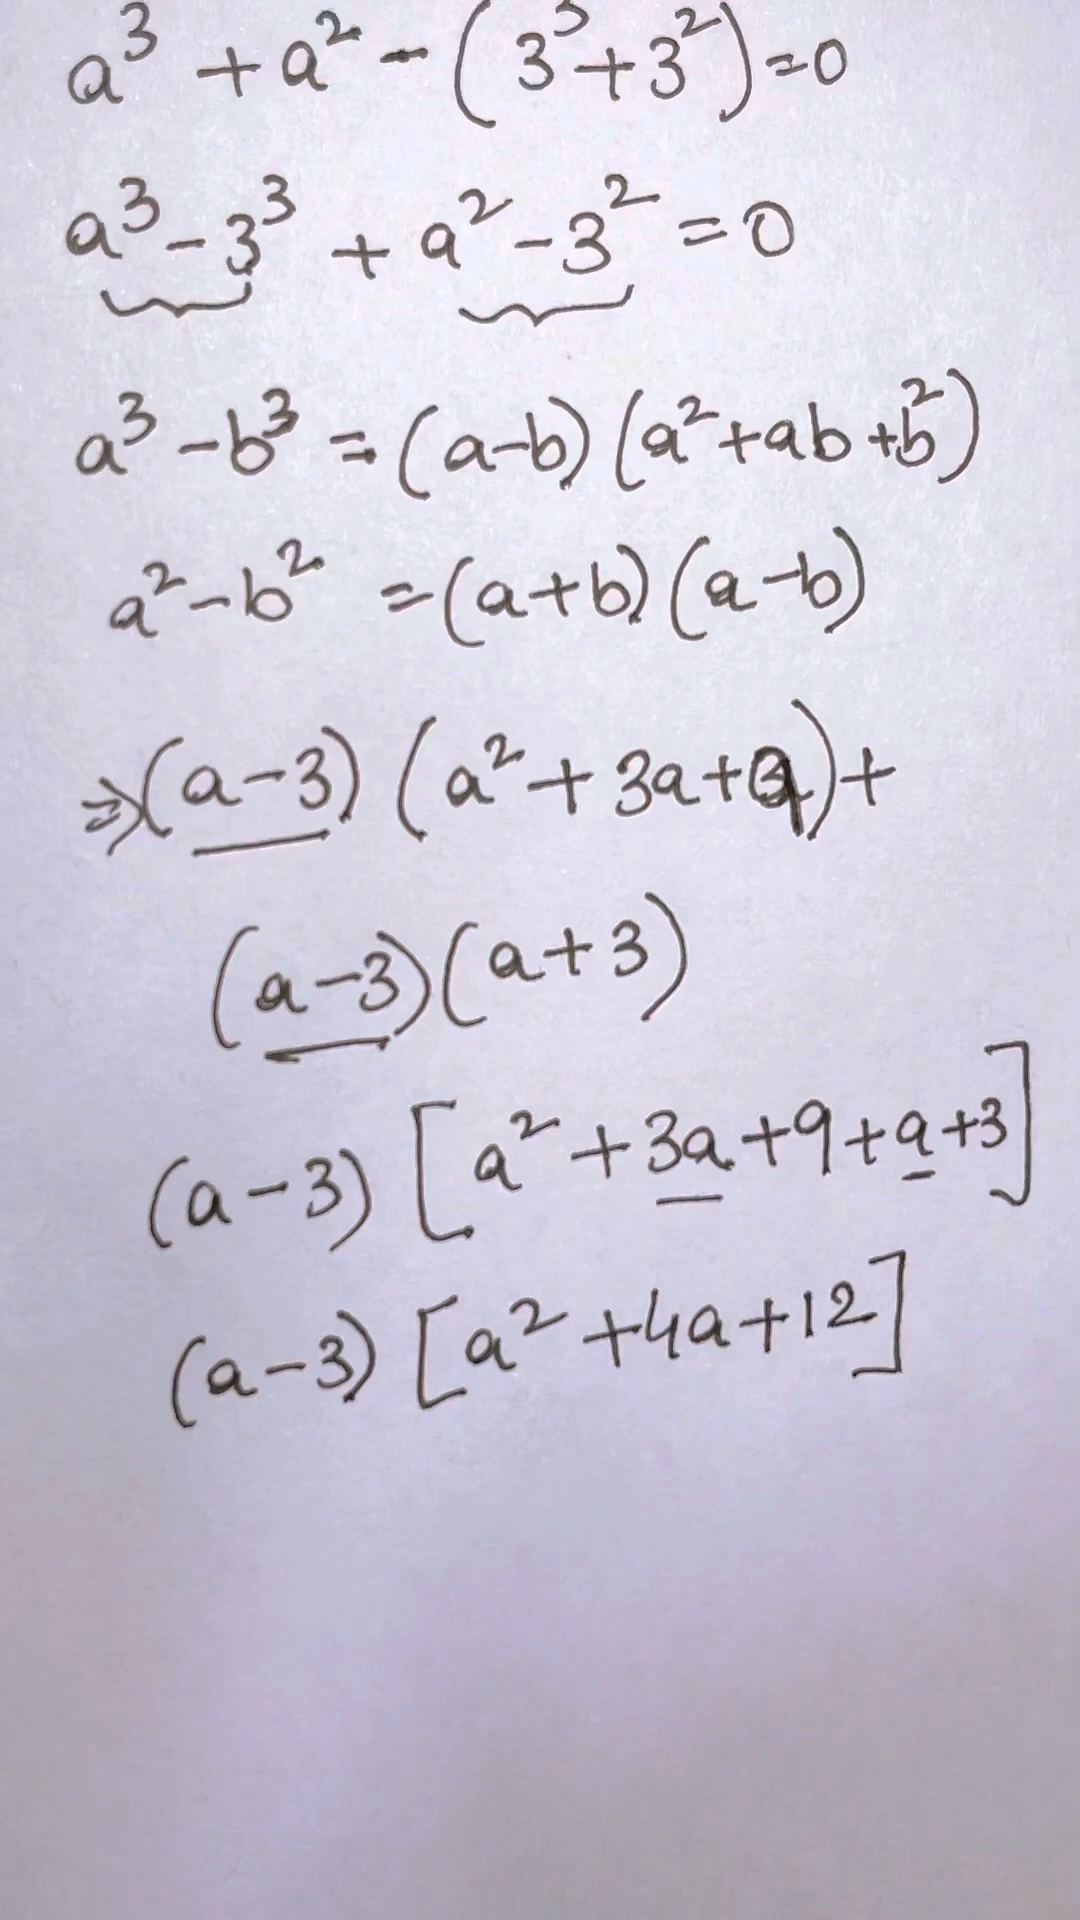 a³ + a² - (3³ + 3²) = 0
a³ - 3³ + a² - 3² = 0
a³ - b³ = (a-b) (a² + ab + b²)
a² - b² = (a+b) (a-b)
⇒ (a-3) (a² + 3a + 9) +
(a-3) (a+3)
(a-3) [a² + 3a + 9 + a + 3]
(a-3) [a² + 4a + 12]